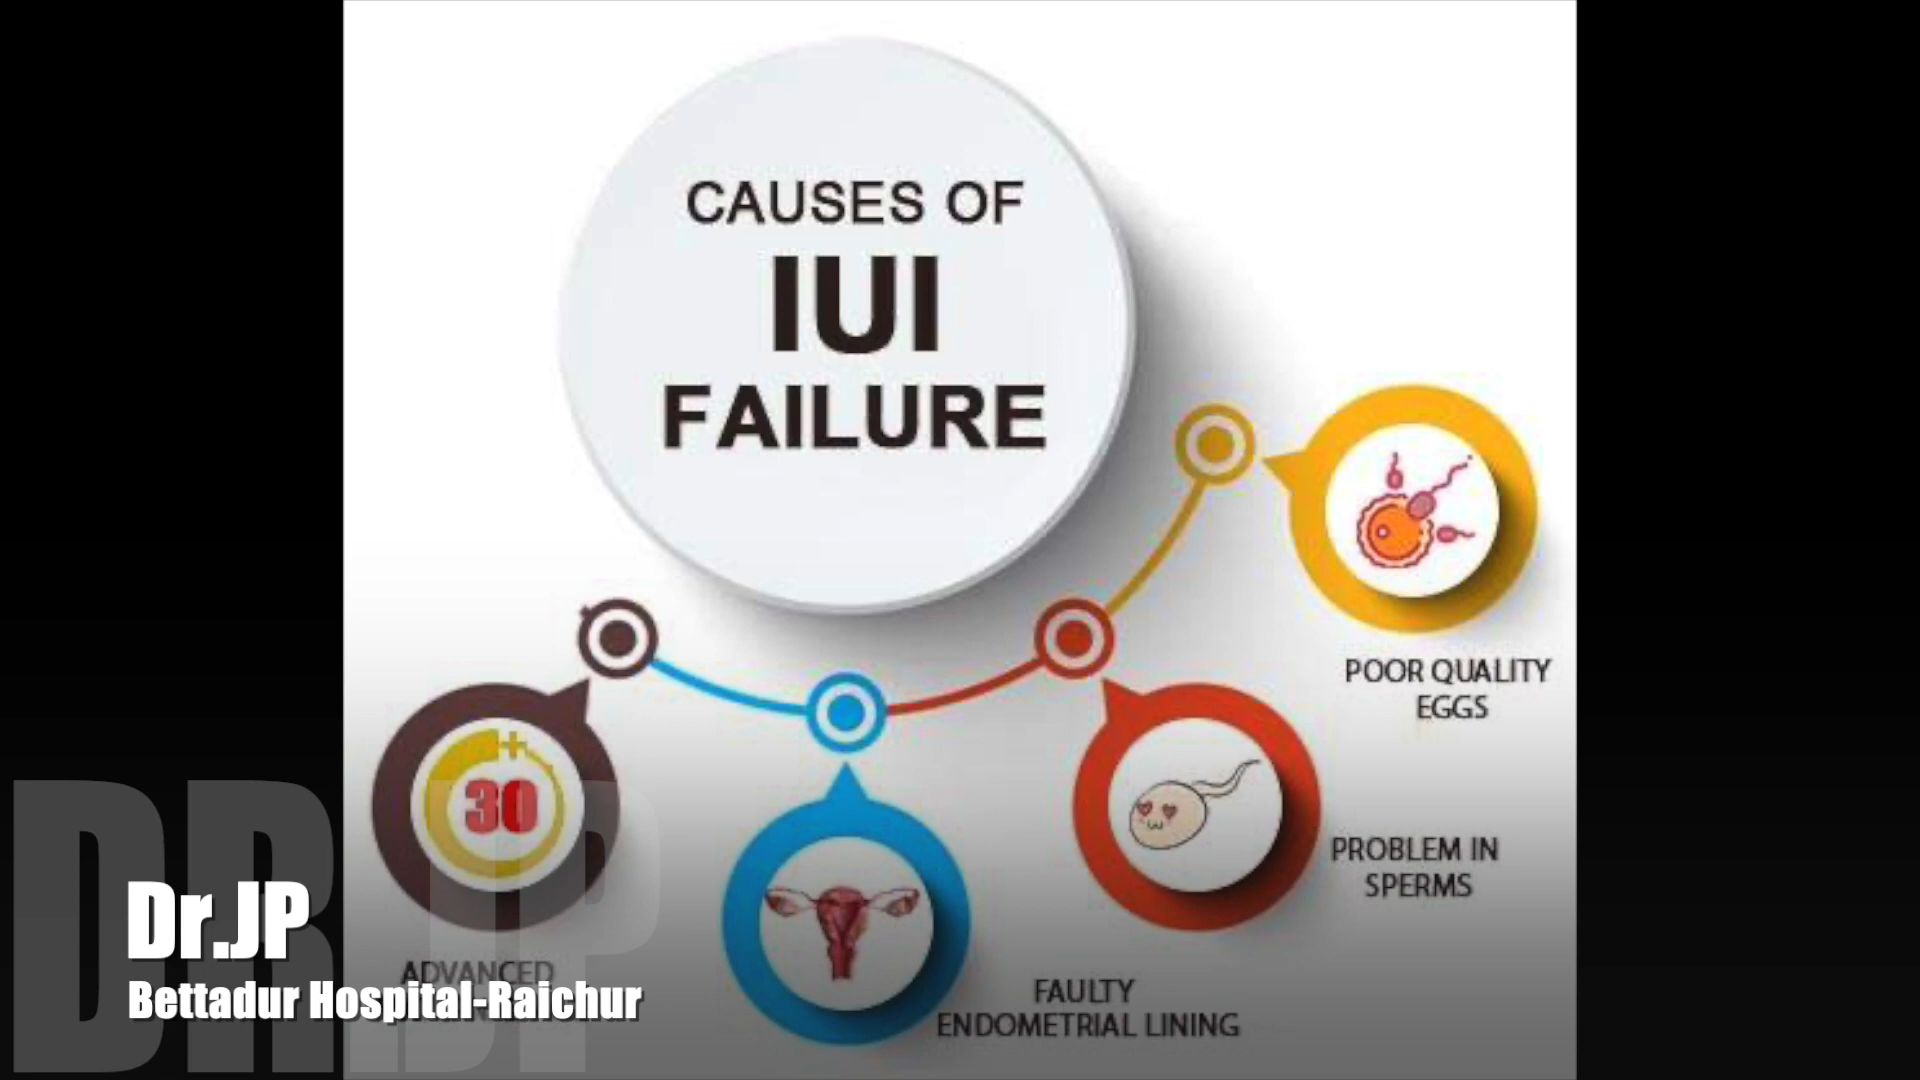 CAUSES OF
IUI
FAILURE
POOR QUALITY
EGGS
PROBLEM IN
SPERMS
+
30
FAULTY
ENDOMETRIAL LINING
ADVANCED
DRJP
Dr.JP
Bettadur Hospital-Raichur